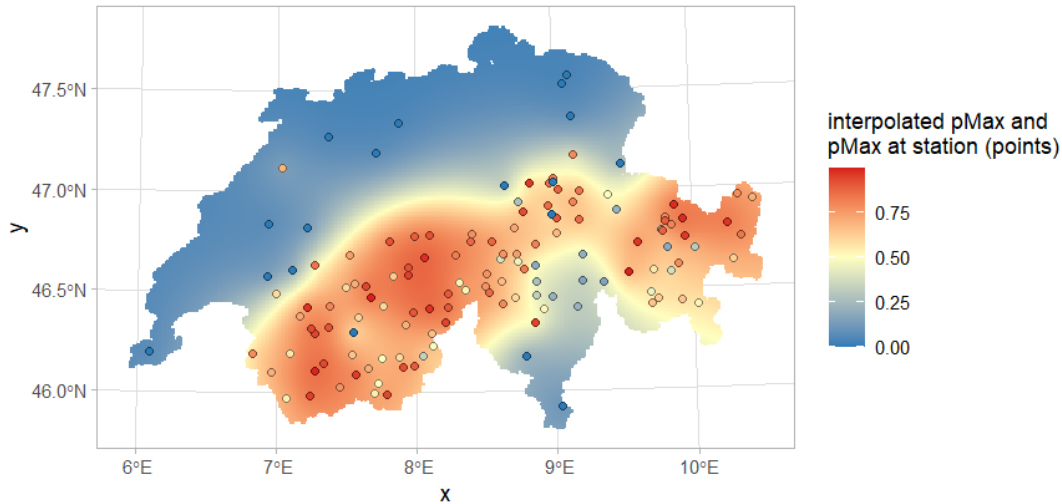 47.5°N
47.0°N
46.5°N
46.0°N
y
6°E 7°E 8°E 9°E 10°E
x
interpolated pMax and
pMax at station (points)
0.75
0.50
0.25
0.00